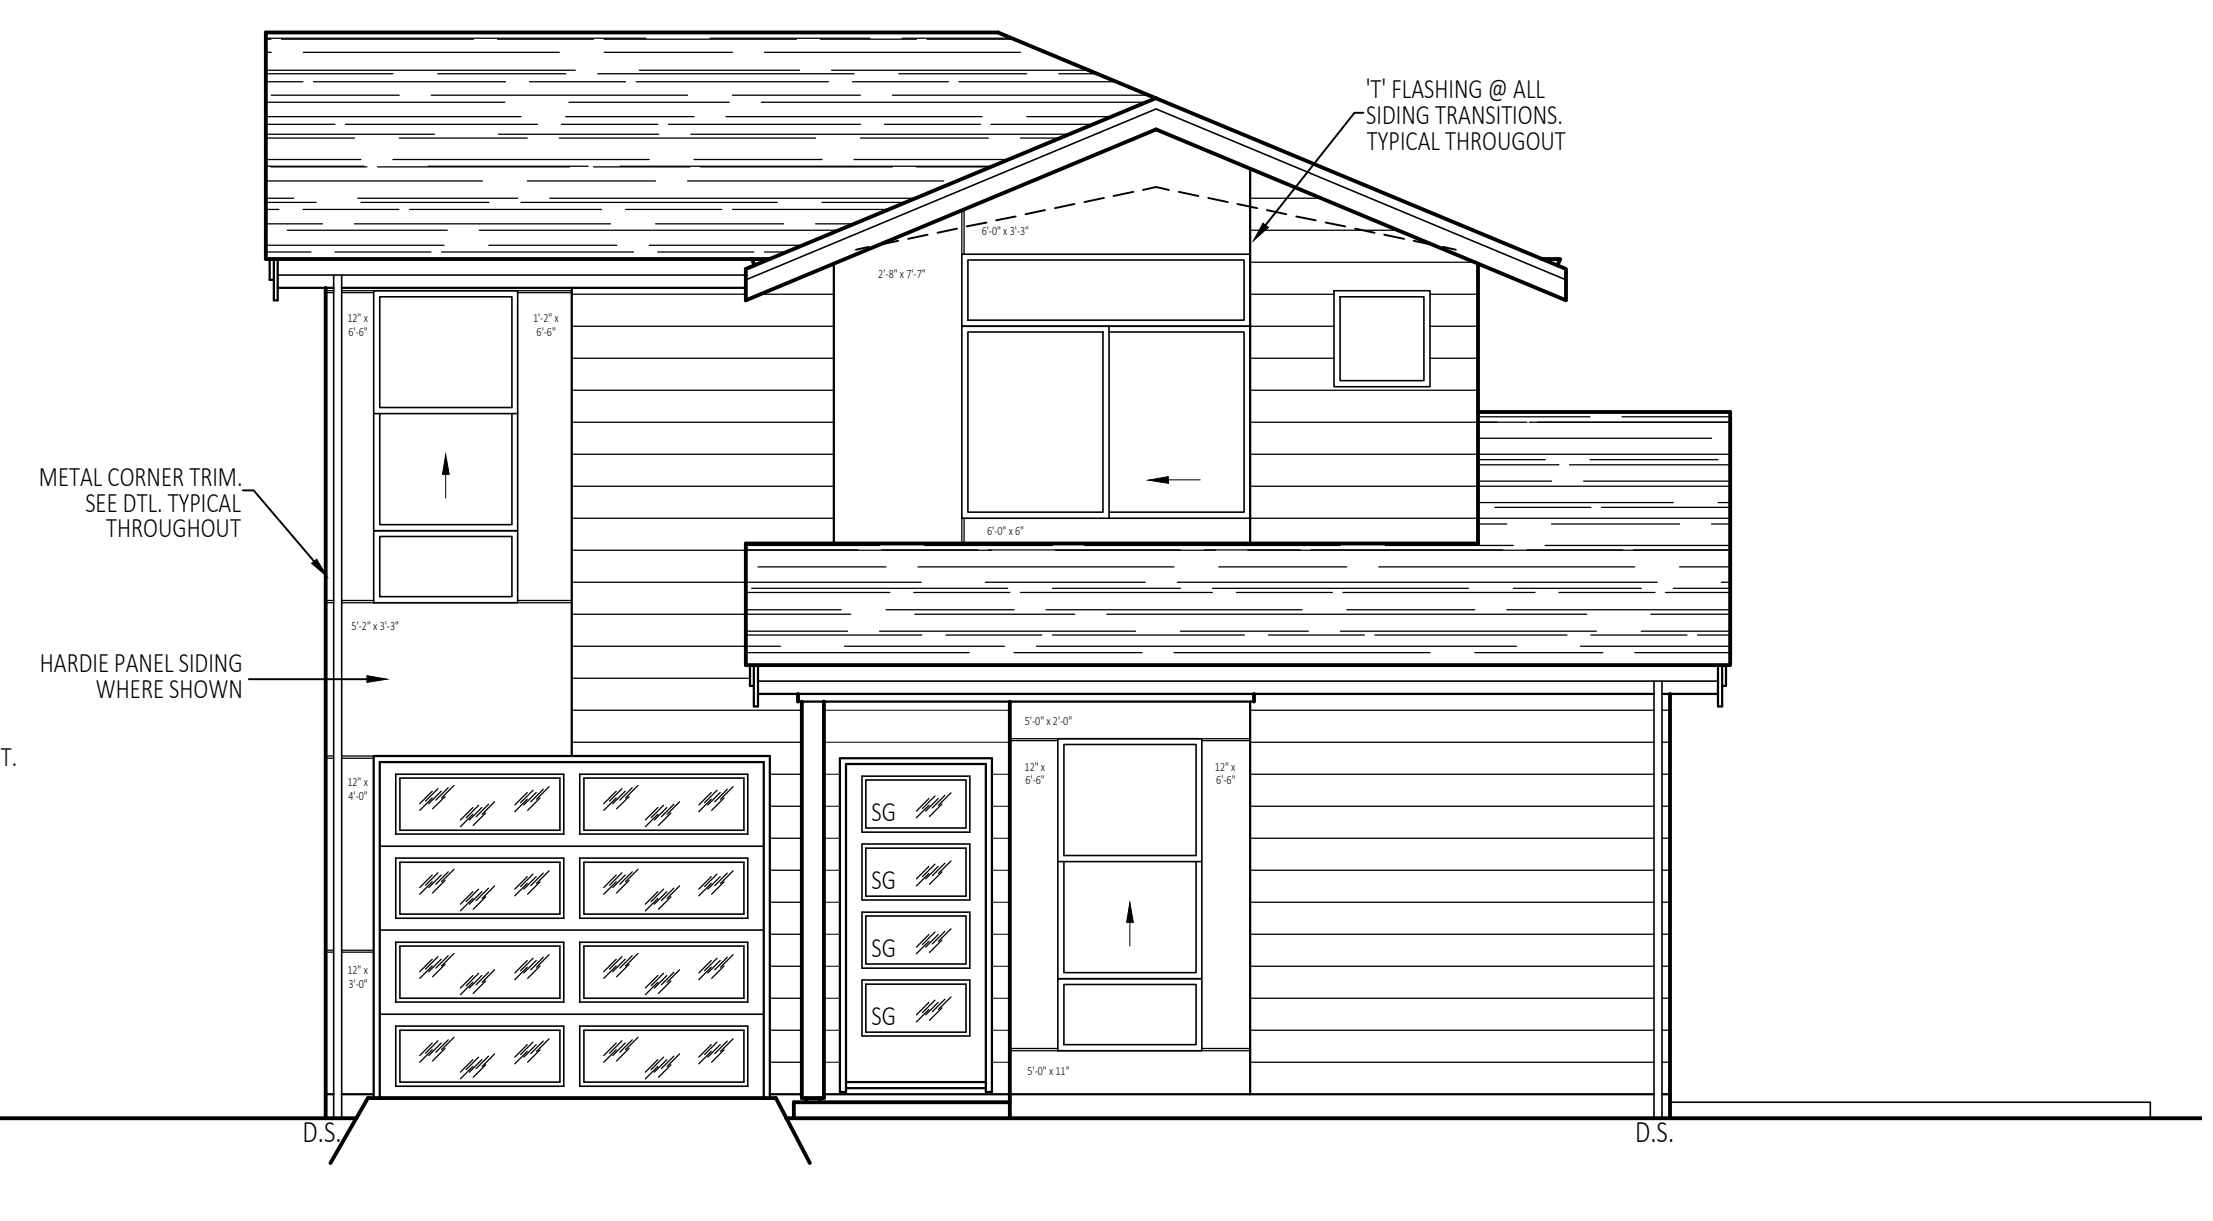 'T' FLASHING @ ALL
SIDING TRANSITIONS.
TYPICAL THROUGOUT
6'-0" x 3'-3"
2'-8" x 7'-7"
12" x
6'-6"
1'-2" x
6'-6"
METAL CORNER TRIM.
SEE DTL. TYPICAL
THROUGHOUT
6'-0" x 6"
5'-2" x 3'-3"
HARDIE PANEL SIDING
WHERE SHOWN
5'-0" x 2'-0"
T.
12" x
6'-6"
12" x
6'-6"
12" x
4'-0"
SG
SG
SG
SG
12" x
3'-0"
5'-0" x 11"
D.S.
D.S.